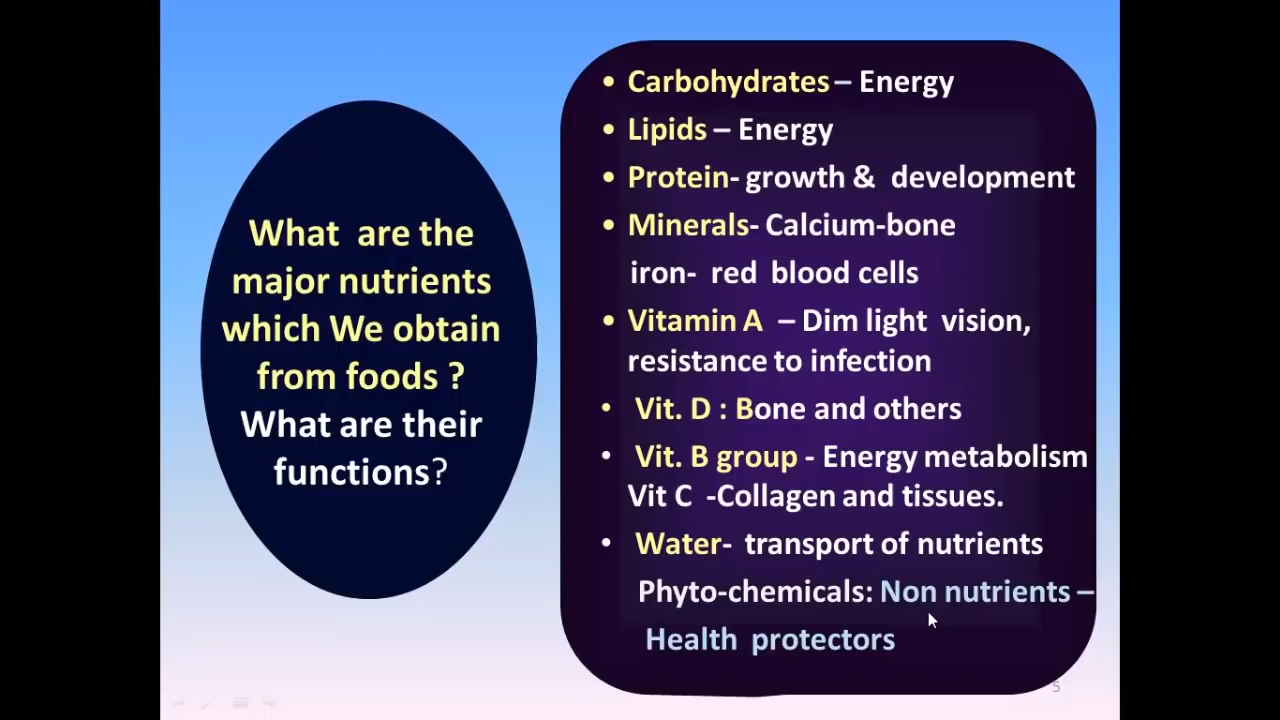 What are the
major nutrients
which We obtain
from foods ?
What are their
functions?
• Carbohydrates – Energy
• Lipids – Energy
• Protein- growth & development
• Minerals- Calcium-bone
iron- red blood cells
• Vitamin A – Dim light vision,
resistance to infection
• Vit. D : Bone and others
• Vit. B group - Energy metabolism
Vit C -Collagen and tissues.
• Water- transport of nutrients
Phyto-chemicals: Non nutrients –
Health protectors
5